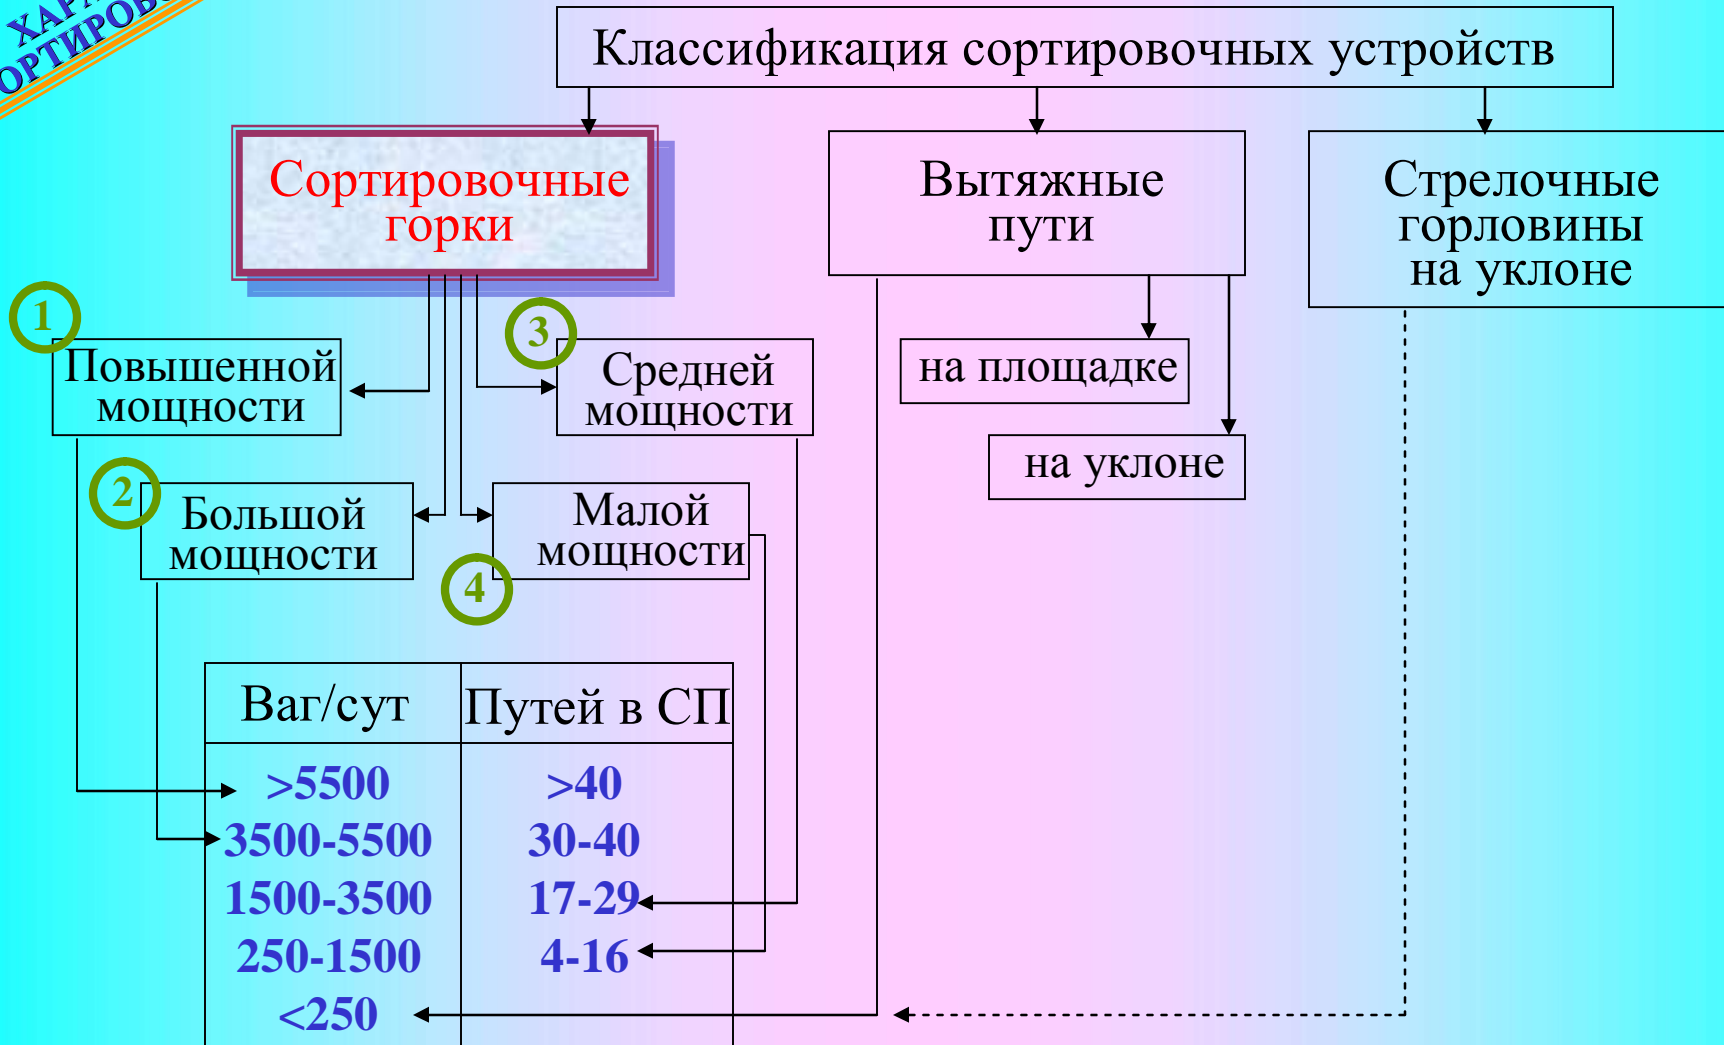 Классификация сортировочных устройств
Сортировочные
горки
Вытяжные
пути
Стрелочные
горловины
на уклоне
1
Повышенной
мощности
3
Средней
мощности
на площадке
на уклоне
2
Большой
мощности
Малой
мощности
4
Ваг/сут Путей в СП
>5500 >40
3500-5500 30-40
1500-3500 17-29
250-1500 4-16
<250